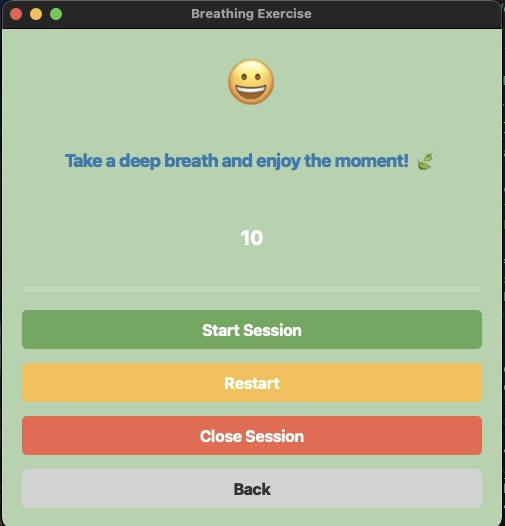 Breathing Exercise
Take a deep breath and enjoy the moment! 🌿
10
Start Session
Restart
Close Session
Back